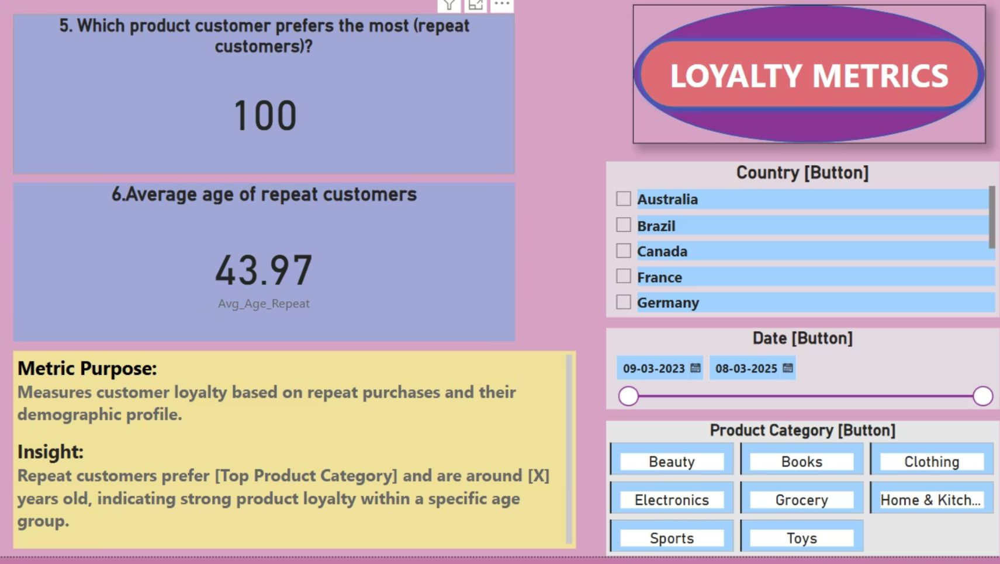 5. Which product customer prefers the most (repeat
customers)?
100
6.Average age of repeat customers
43.97
Avg_Age_Repeat
Metric Purpose:
Measures customer loyalty based on repeat purchases and their
demographic profile.
Insight:
Repeat customers prefer [Top Product Category] and are around [X]
years old, indicating strong product loyalty within a specific age
group.
LOYALTY METRICS
Country [Button]
Australia
Brazil
Canada
France
Germany
Date [Button]
09-03-2023 08-03-2025
Product Category [Button]
Beauty Books Clothing
Electronics Grocery Home & Kitch...
Sports Toys